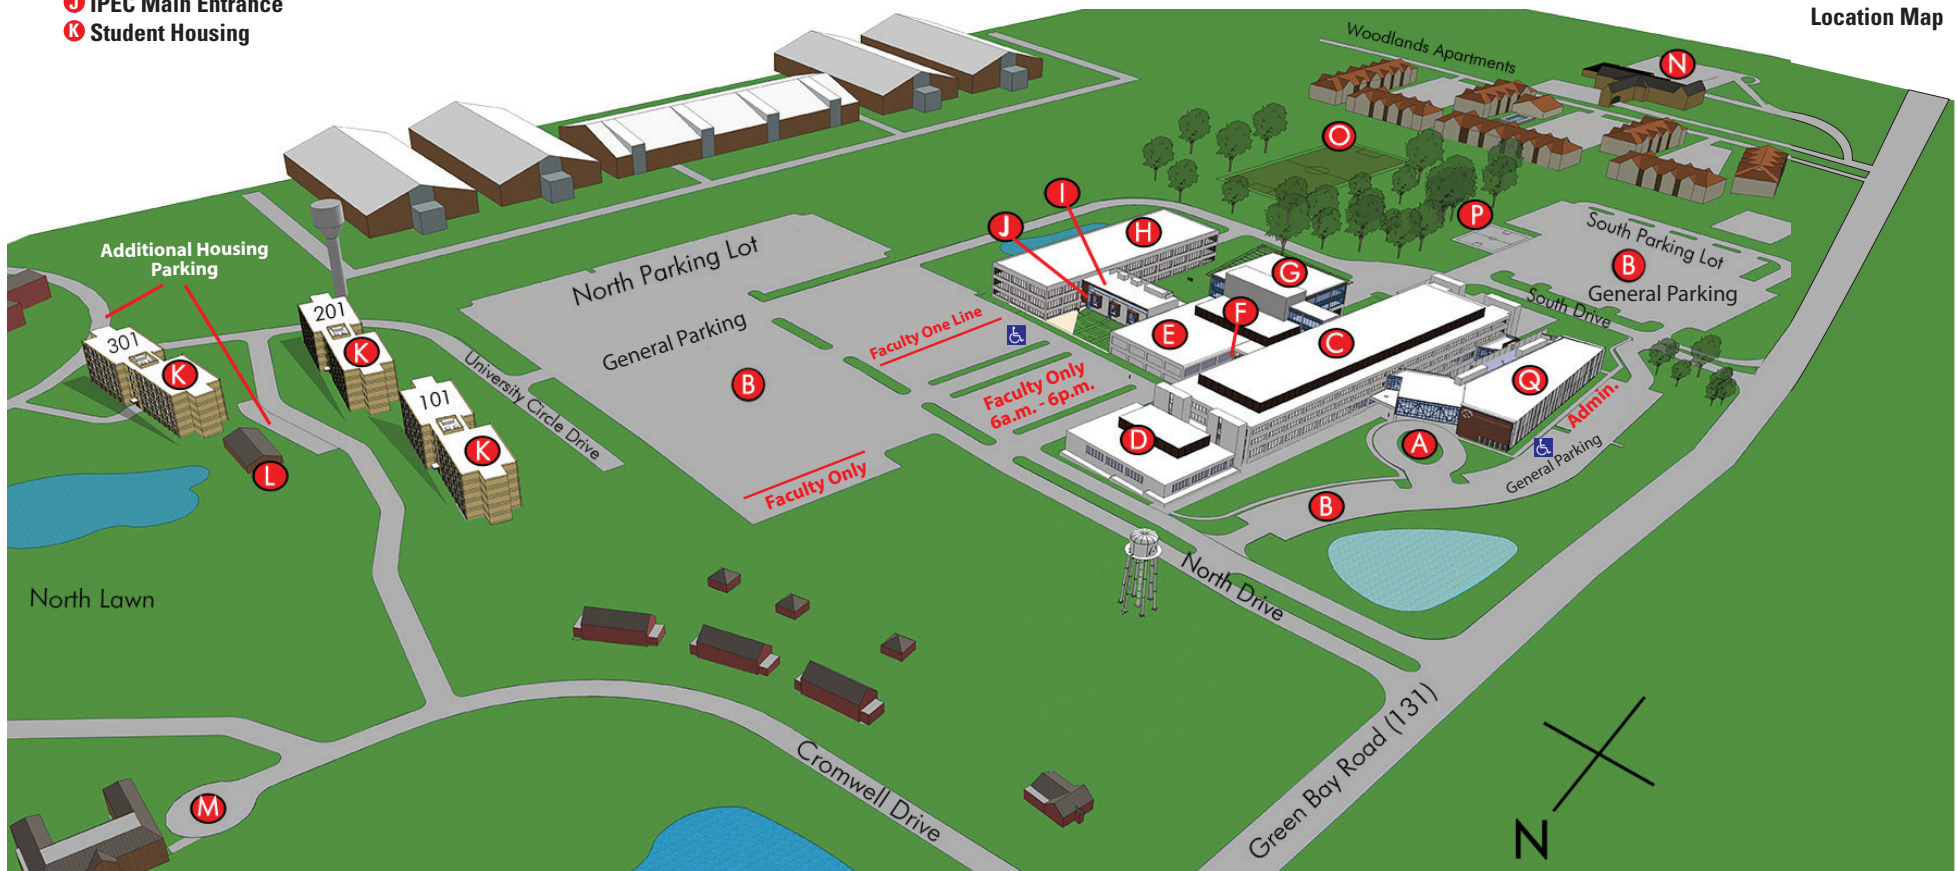 J IPEC Main Entrance
K Student Housing
Location Map
Woodlands Apartments
N
O
I
P
J
H
South Parking Lot
B
General Parking
G
South Drive
Additional Housing
Parking
North Parking Lot
201
301
K
K
General Parking
Faculty One Line
F
E
C
University Circle Drive
B
Faculty Only
6a.m. - 6p.m.
Q
Admin.
101
K
D
A
General Parking
L
Faculty Only
B
North Lawn
North Drive
Green Bay Road (131)
Cromwell Drive
M
N